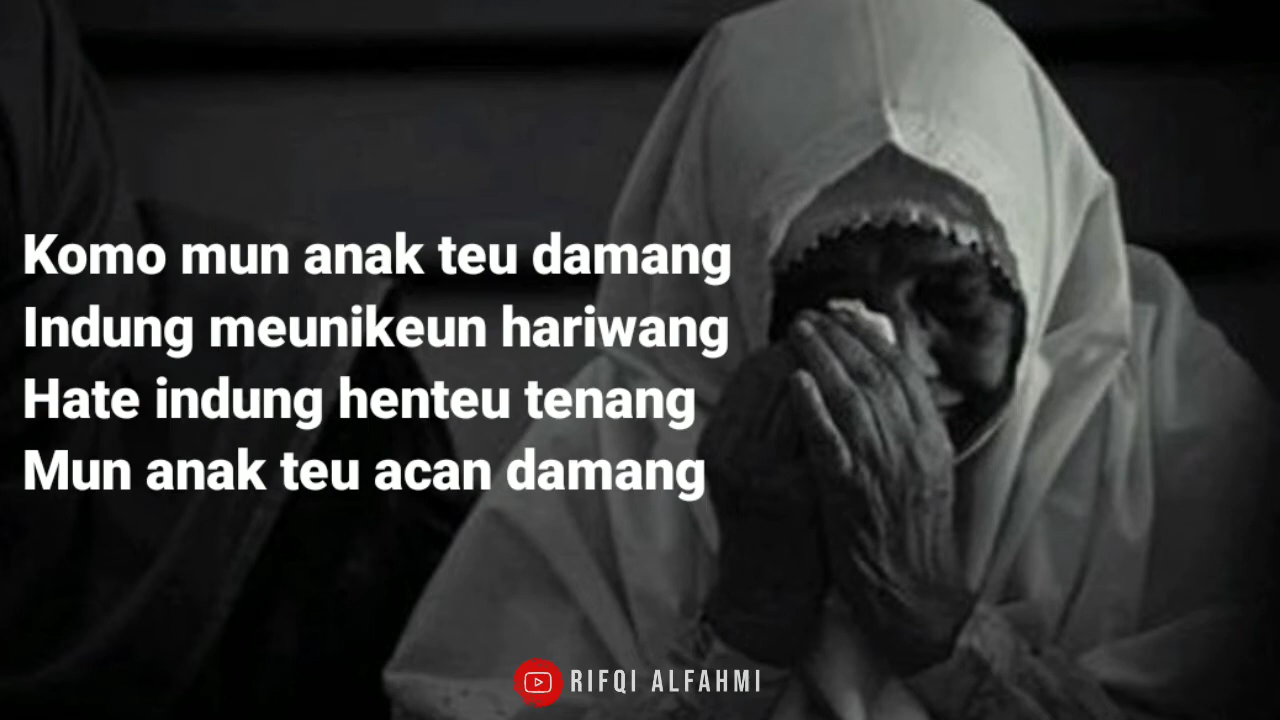 Komo mun anak teu damang
Indung meunikeun hariwang
Hate indung henteu tenang
Mun anak teu acan damang
RIFQI ALFAHMI